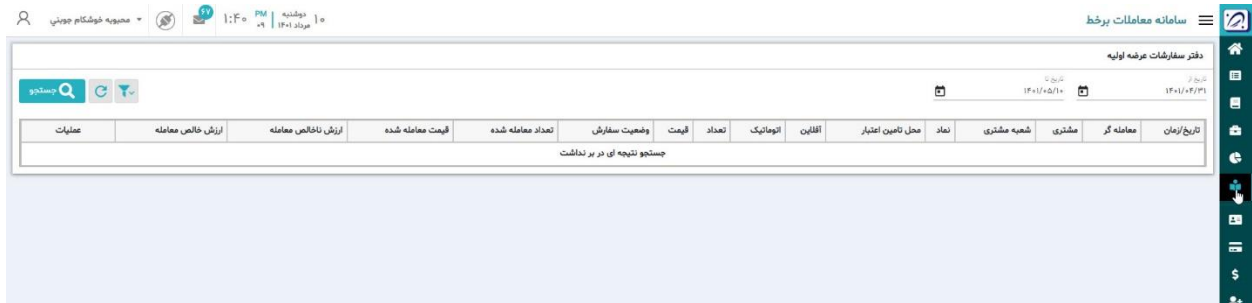 سامانه معاملات برخط
۱۰ دوشنبه مرداد ۱۴۰۱
۱:۴۰ PM ۰۹
۶۷
محبوبه خوشکام جوبنی
دفتر سفارشات عرضه اولیه
تاریخ از
۱۴۰۱/۰۴/۳۱
تاریخ تا
۱۴۰۱/۰۵/۱۰
جستجو
تاریخ/زمان معامله گر مشتری شعبه مشتری نماد محل تامین اعتبار آفلاین اتوماتیک تعداد قیمت وضعیت سفارش تعداد معامله شده قیمت معامله شده ارزش ناخالص معامله ارزش خالص معامله عملیات
جستجو نتیجه ای در بر نداشت